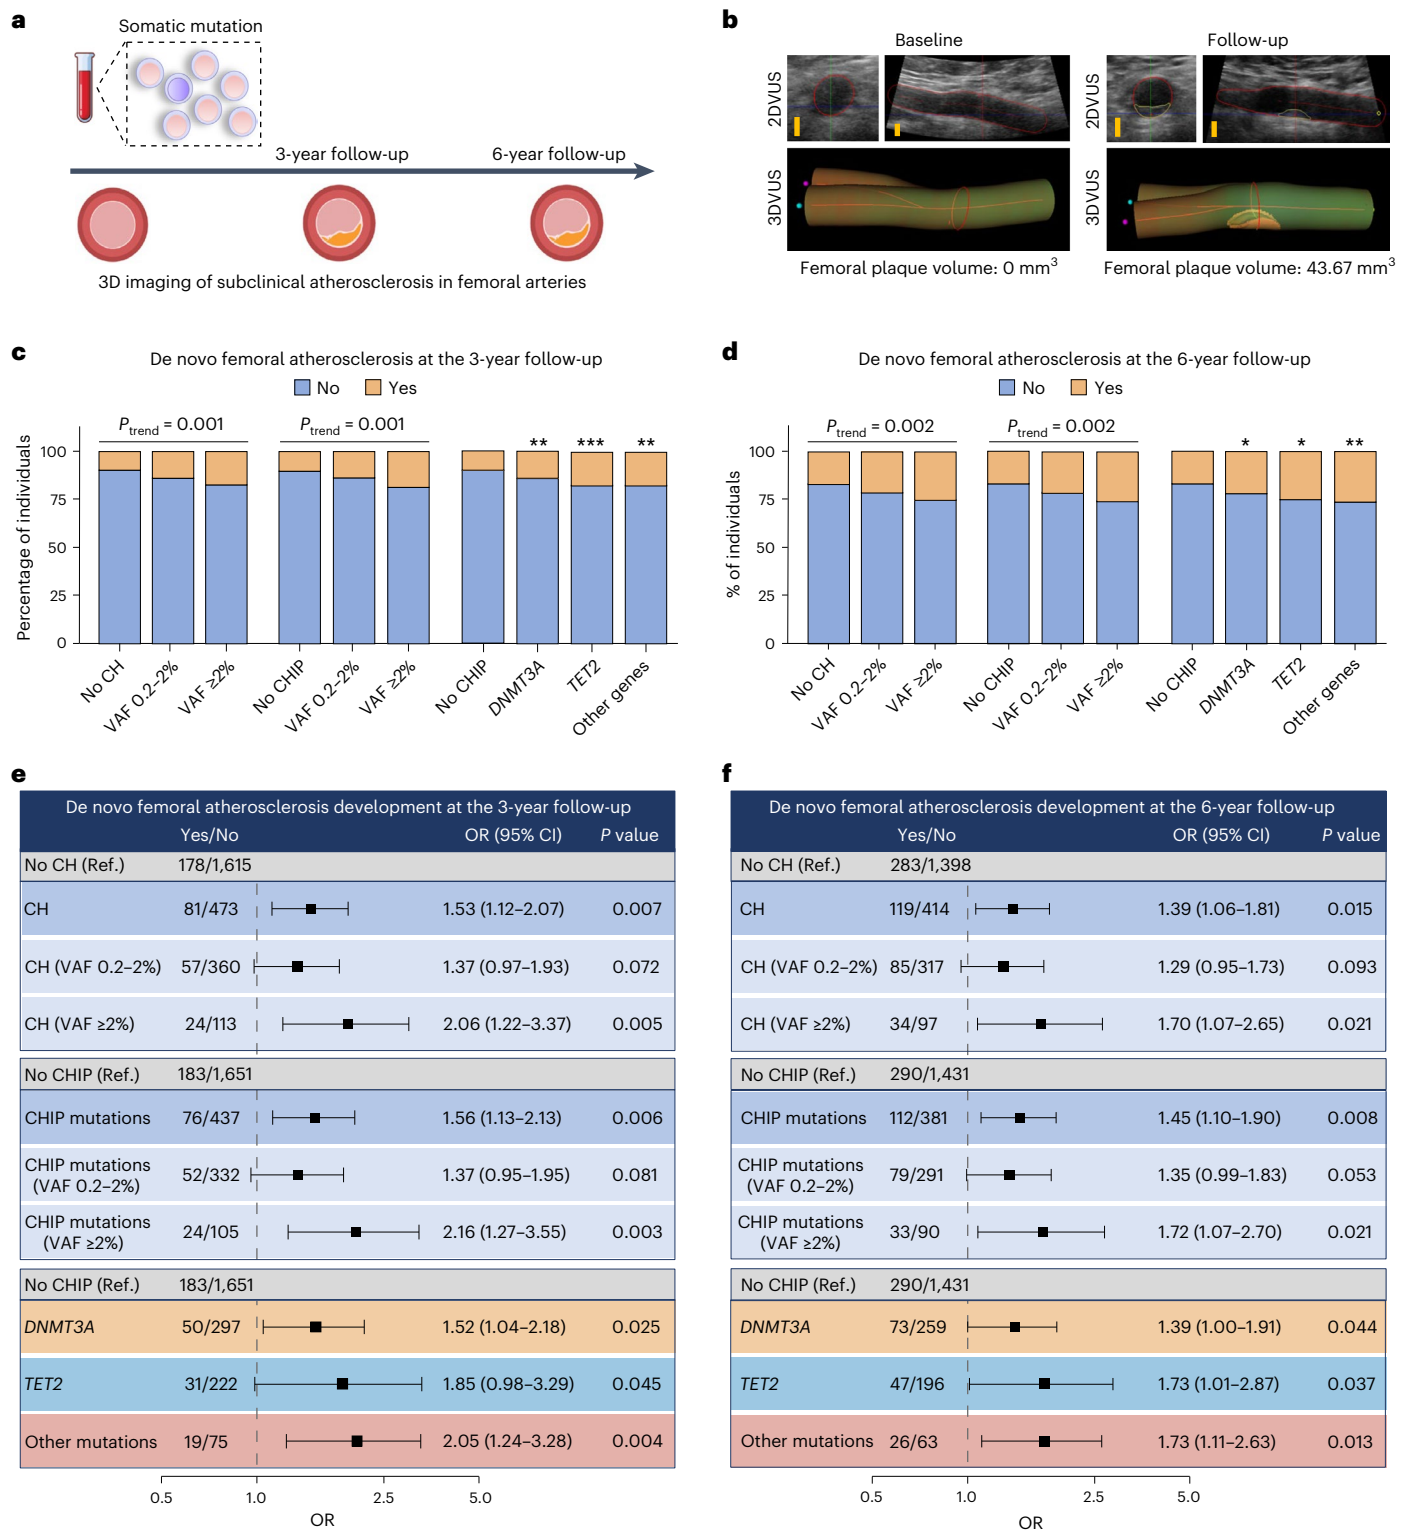 a
Somatic mutation
3-year follow-up
6-year follow-up
3D imaging of subclinical atherosclerosis in femoral arteries
b
Baseline
Follow-up
2DVUS
2DVUS
3DVUS
3DVUS
Femoral plaque volume: 0 mm³
Femoral plaque volume: 43.67 mm³
c
De novo femoral atherosclerosis at the 3-year follow-up
No Yes
Ptrend = 0.001
Ptrend = 0.001
** *** **
Percentage of individuals
100
75
50
25
0
No CH
VAF 0.2–2%
VAF ≥2%
No CHIP
VAF 0.2–2%
VAF ≥2%
No CHIP
DNMT3A
TET2
Other genes
d
De novo femoral atherosclerosis at the 6-year follow-up
No Yes
Ptrend = 0.002
Ptrend = 0.002
* * **
% of individuals
100
75
50
25
0
No CH
VAF 0.2–2%
VAF ≥2%
No CHIP
VAF 0.2–2%
VAF ≥2%
No CHIP
DNMT3A
TET2
Other genes
e
De novo femoral atherosclerosis development at the 3-year follow-up
Yes/No OR (95% CI) P value
No CH (Ref.) 178/1,615
CH 81/473 1.53 (1.12–2.07) 0.007
CH (VAF 0.2–2%) 57/360 1.37 (0.97–1.93) 0.072
CH (VAF ≥2%) 24/113 2.06 (1.22–3.37) 0.005
No CHIP (Ref.) 183/1,651
CHIP mutations 76/437 1.56 (1.13–2.13) 0.006
CHIP mutations
(VAF 0.2–2%) 52/332 1.37 (0.95–1.95) 0.081
CHIP mutations
(VAF ≥2%) 24/105 2.16 (1.27–3.55) 0.003
No CHIP (Ref.) 183/1,651
DNMT3A 50/297 1.52 (1.04–2.18) 0.025
TET2 31/222 1.85 (0.98–3.29) 0.045
Other mutations 19/75 2.05 (1.24–3.28) 0.004
0.5 1.0 2.5 5.0
OR
f
De novo femoral atherosclerosis development at the 6-year follow-up
Yes/No OR (95% CI) P value
No CH (Ref.) 283/1,398
CH 119/414 1.39 (1.06–1.81) 0.015
CH (VAF 0.2–2%) 85/317 1.29 (0.95–1.73) 0.093
CH (VAF ≥2%) 34/97 1.70 (1.07–2.65) 0.021
No CHIP (Ref.) 290/1,431
CHIP mutations 112/381 1.45 (1.10–1.90) 0.008
CHIP mutations
(VAF 0.2–2%) 79/291 1.35 (0.99–1.83) 0.053
CHIP mutations
(VAF ≥2%) 33/90 1.72 (1.07–2.70) 0.021
No CHIP (Ref.) 290/1,431
DNMT3A 73/259 1.39 (1.00–1.91) 0.044
TET2 47/196 1.73 (1.01–2.87) 0.037
Other mutations 26/63 1.73 (1.11–2.63) 0.013
0.5 1.0 2.5 5.0
OR